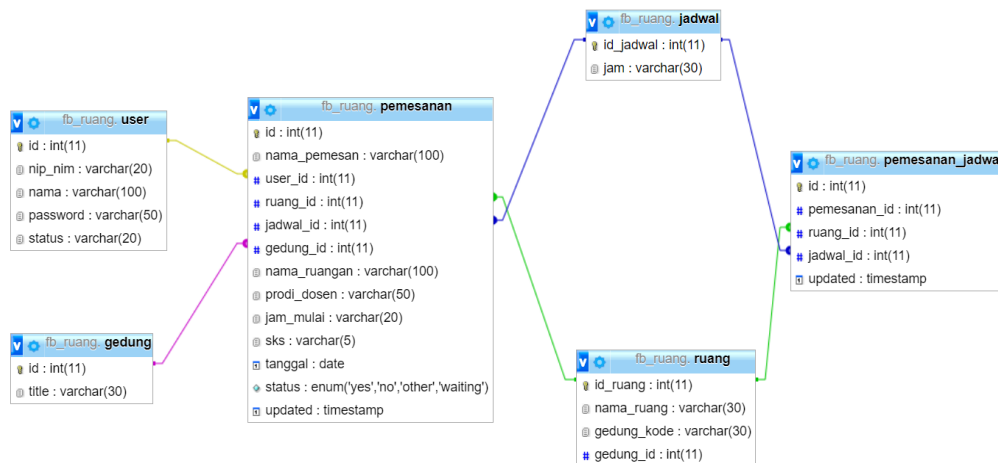 fb_ruang. jadwal
id_jadwal : int(11)
jam : varchar(30)
fb_ruang. pemesanan
id : int(11)
nama_pemesan : varchar(100)
user_id : int(11)
ruang_id : int(11)
jadwal_id : int(11)
gedung_id : int(11)
nama_ruangan : varchar(100)
prodi_dosen : varchar(50)
jam_mulai : varchar(20)
sks : varchar(5)
tanggal : date
status : enum('yes','no','other','waiting')
updated : timestamp
fb_ruang. user
id : int(11)
nip_nim : varchar(20)
nama : varchar(100)
password : varchar(50)
status : varchar(20)
fb_ruang. pemesanan_jadwal
id : int(11)
pemesanan_id : int(11)
ruang_id : int(11)
jadwal_id : int(11)
updated : timestamp
fb_ruang. gedung
id : int(11)
title : varchar(30)
fb_ruang. ruang
id_ruang : int(11)
nama_ruang : varchar(30)
gedung_kode : varchar(30)
gedung_id : int(11)